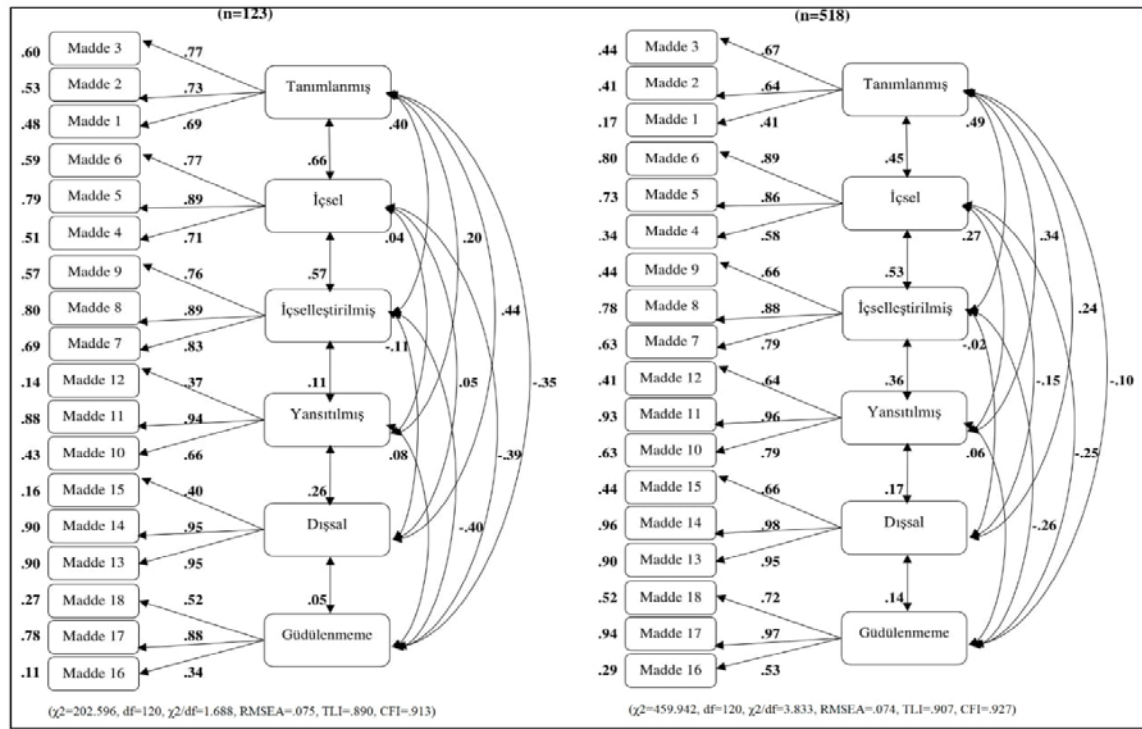 (n=123)
.60 Madde 3 .77
.53 Madde 2 .73 Tanımlanmış
.48 Madde 1 .69 .40
.59 Madde 6 .77 .66
.79 Madde 5 .89 İçsel
.51 Madde 4 .71 .04 .20
.57 Madde 9 .76 .57
.80 Madde 8 .89 İçselleştirilmiş .44
.69 Madde 7 .83 -.11
.14 Madde 12 .37 .11 .05 -.35
.88 Madde 11 .94 Yansıtılmış
.43 Madde 10 .66 .08 -.39
.16 Madde 15 .40 .26
.90 Madde 14 .95 Dışsal -.40
.90 Madde 13 .95
.27 Madde 18 .52 .05
.78 Madde 17 .88 Güdülenmeme
.11 Madde 16 .34
(χ2=202.596, df=120, χ2/df=1.688, RMSEA=.075, TLI=.890, CFI=.913)
(n=518)
.44 Madde 3 .67
.41 Madde 2 .64 Tanımlanmış
.17 Madde 1 .41 .49
.80 Madde 6 .89 .45
.73 Madde 5 .86 İçsel
.34 Madde 4 .58 .27 .34
.44 Madde 9 .66 .53
.78 Madde 8 .88 İçselleştirilmiş .24
.63 Madde 7 .79 -.02
.41 Madde 12 .64 .36 -.15 -.10
.93 Madde 11 .96 Yansıtılmış
.63 Madde 10 .79 .06 -.25
.44 Madde 15 .66 .17
.96 Madde 14 .98 Dışsal -.26
.90 Madde 13 .95
.52 Madde 18 .72 .14
.94 Madde 17 .97 Güdülenmeme
.29 Madde 16 .53
(χ2=459.942, df=120, χ2/df=3.833, RMSEA=.074, TLI=.907, CFI=.927)